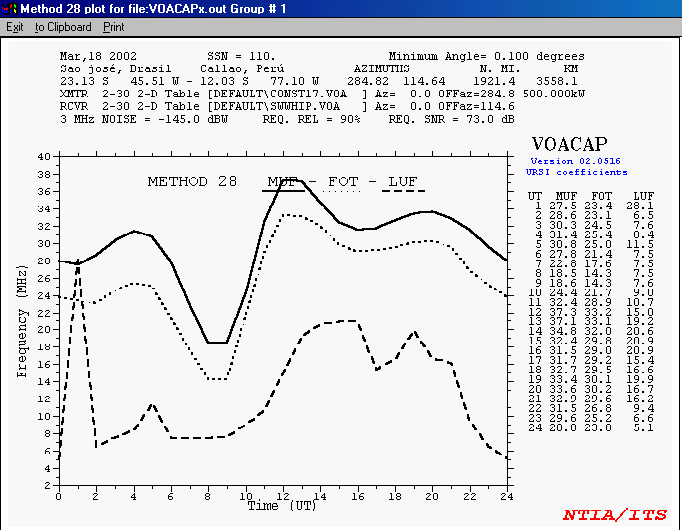 Method 28 plot for file:VOACAPx.out Group # 1
Exit to Clipboard Print
Mar,18 2002 SSN = 110. Minimum Angle= 0.100 degrees
Sao josé, Drasil Callao, Perú AZIMUTHS N. MI. KM
23.13 S 45.51 W - 12.03 S 77.10 W 284.82 114.64 1921.4 3558.1
XMTR 2-30 2-D Table [DEFAULT\CONST17.VOA ] Az= 0.0 OFFaz=284.8 500.000kW
RCVR 2-30 2-D Table [DEFAULT\SWWHIP.VOA ] Az= 0.0 OFFaz=114.6
3 MHz NOISE = -145.0 dBW REQ. REL = 90% REQ. SNR = 73.0 dB
VOACAP
Version 02.0516
URSI coefficients
METHOD 28 MUF - FOT - LUF
UT MUF FOT LUF
1 27.5 23.4 28.1
2 28.6 23.1 6.5
3 30.3 24.5 7.6
4 31.4 25.4 0.4
5 30.8 25.0 11.5
6 27.8 21.4 7.5
7 22.8 17.6 7.5
8 18.5 14.3 7.5
9 18.6 14.3 7.6
10 24.4 21.7 9.0
11 32.4 28.9 10.7
12 37.3 33.2 15.0
13 37.1 33.1 19.2
14 34.8 32.0 20.6
15 32.4 29.8 20.9
16 31.5 29.0 20.9
17 31.7 29.2 15.4
18 32.7 29.5 16.6
19 33.4 30.1 19.9
20 33.6 30.2 16.7
21 32.9 29.6 16.2
22 31.5 26.8 9.4
23 29.6 25.2 6.6
24 20.0 23.0 5.1
Frequency (MHz)
40
38
36
34
32
30
28
26
24
22
20
18
16
14
12
10
8
6
4
2
0 2 4 6 8 10 12 14 16 18 20 22 24
Time (UT)
NTIA/ITS